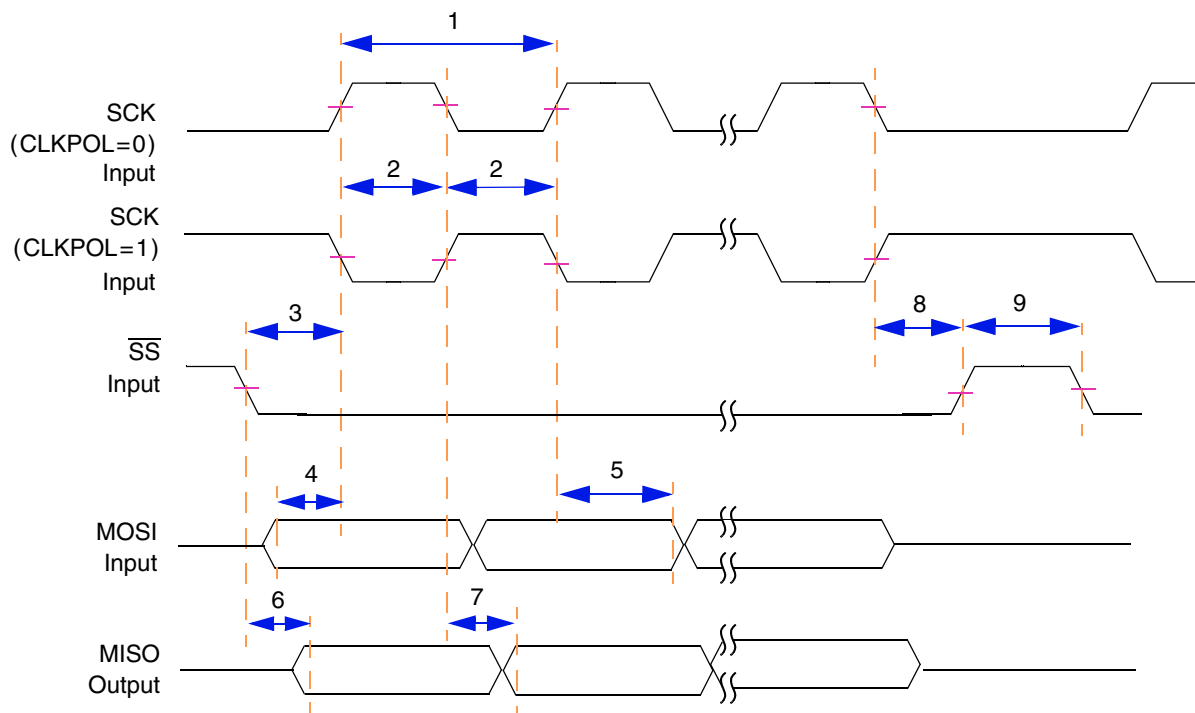 1
SCK
(CLKPOL=0)
Input
2 2
SCK
(CLKPOL=1)
Input
3 8 9
SS
Input
4 5
MOSI
Input
6 7
MISO
Output